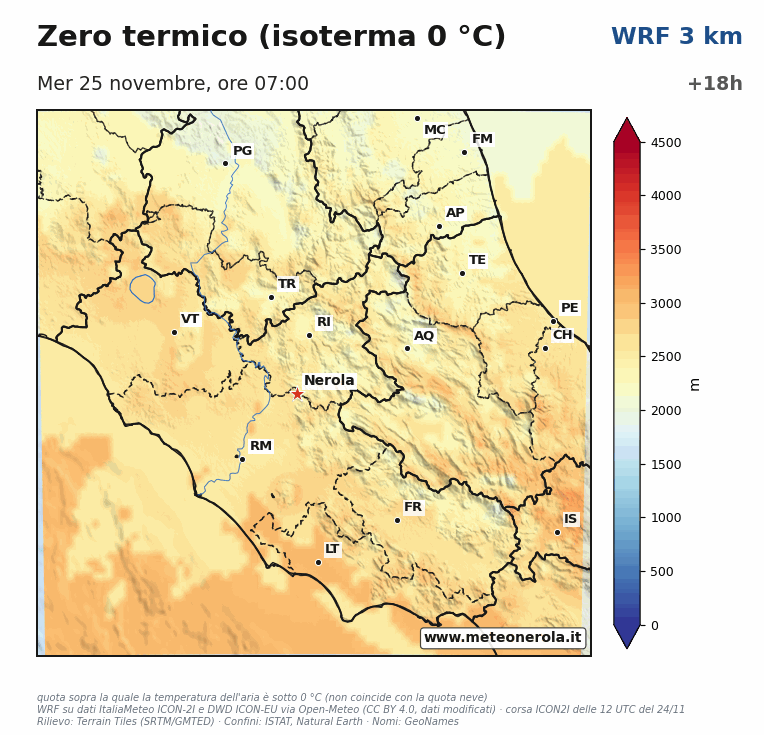 Zero termico (isoterma 0 °C)
WRF 3 km
Mer 25 novembre, ore 07:00
+18h
MC
FM
PG
AP
TE
TR
PE
VT
RI
AQ
CH
Nerola
RM
FR
IS
LT
www.meteonerola.it
4500
4000
3500
3000
2500
2000
1500
1000
500
0
m
quota sopra la quale la temperatura dell'aria è sotto 0 °C (non coincide con la quota neve)
WRF su dati ItaliaMeteo ICON-2I e DWD ICON-EU via Open-Meteo (CC BY 4.0, dati modificati) · corsa ICON2I delle 12 UTC del 24/11
Rilievo: Terrain Tiles (SRTM/GMTED) · Confini: ISTAT, Natural Earth · Nomi: GeoNames